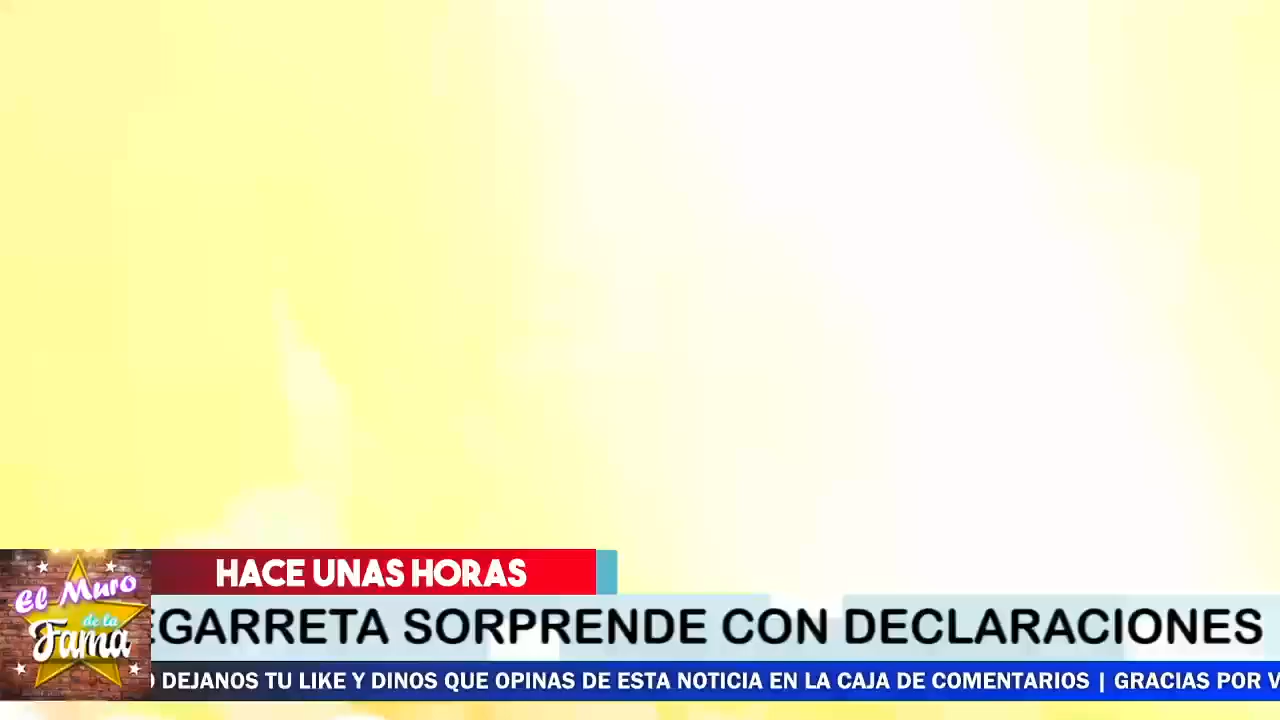 HACE UNAS HORAS
El Muro
de la
Fama
EGARRETA SORPRENDE CON DECLARACIONES
DEJANOS TU LIKE Y DINOS QUE OPINAS DE ESTA NOTICIA EN LA CAJA DE COMENTARIOS | GRACIAS POR V